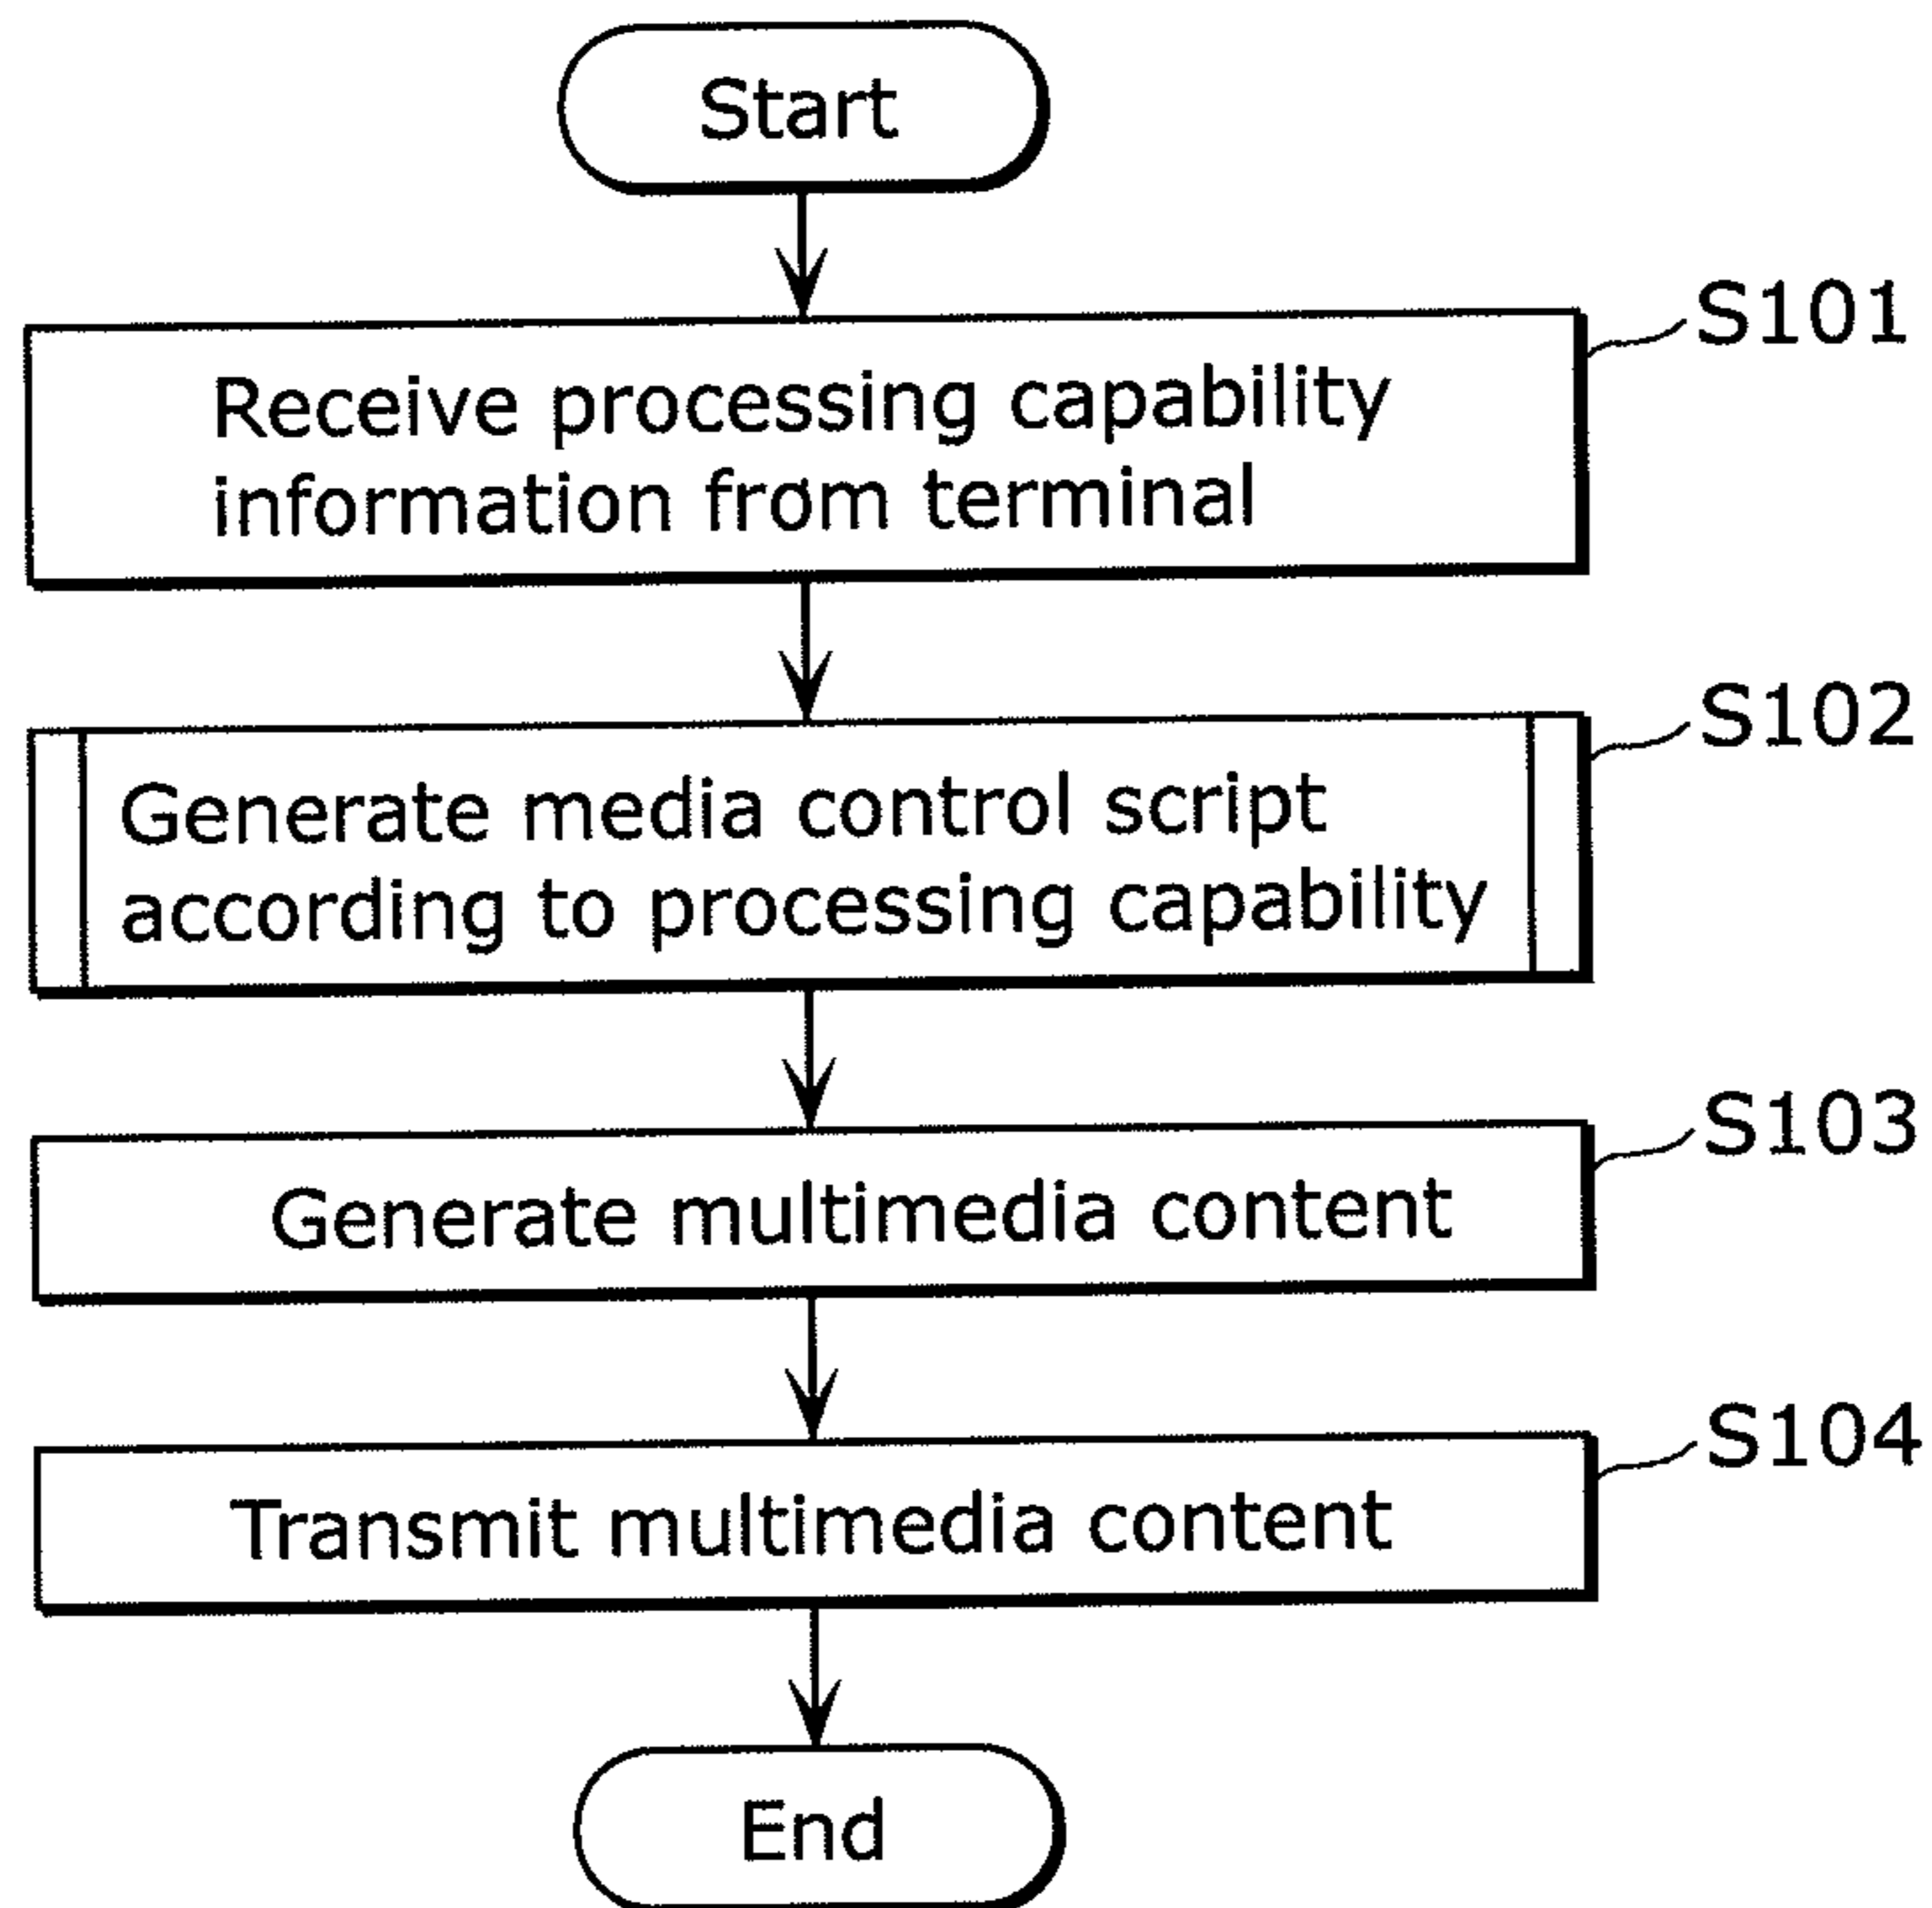 Start
S101
Receive processing capability
information from terminal
S102
Generate media control script
according to processing capability
S103
Generate multimedia content
S104
Transmit multimedia content
End